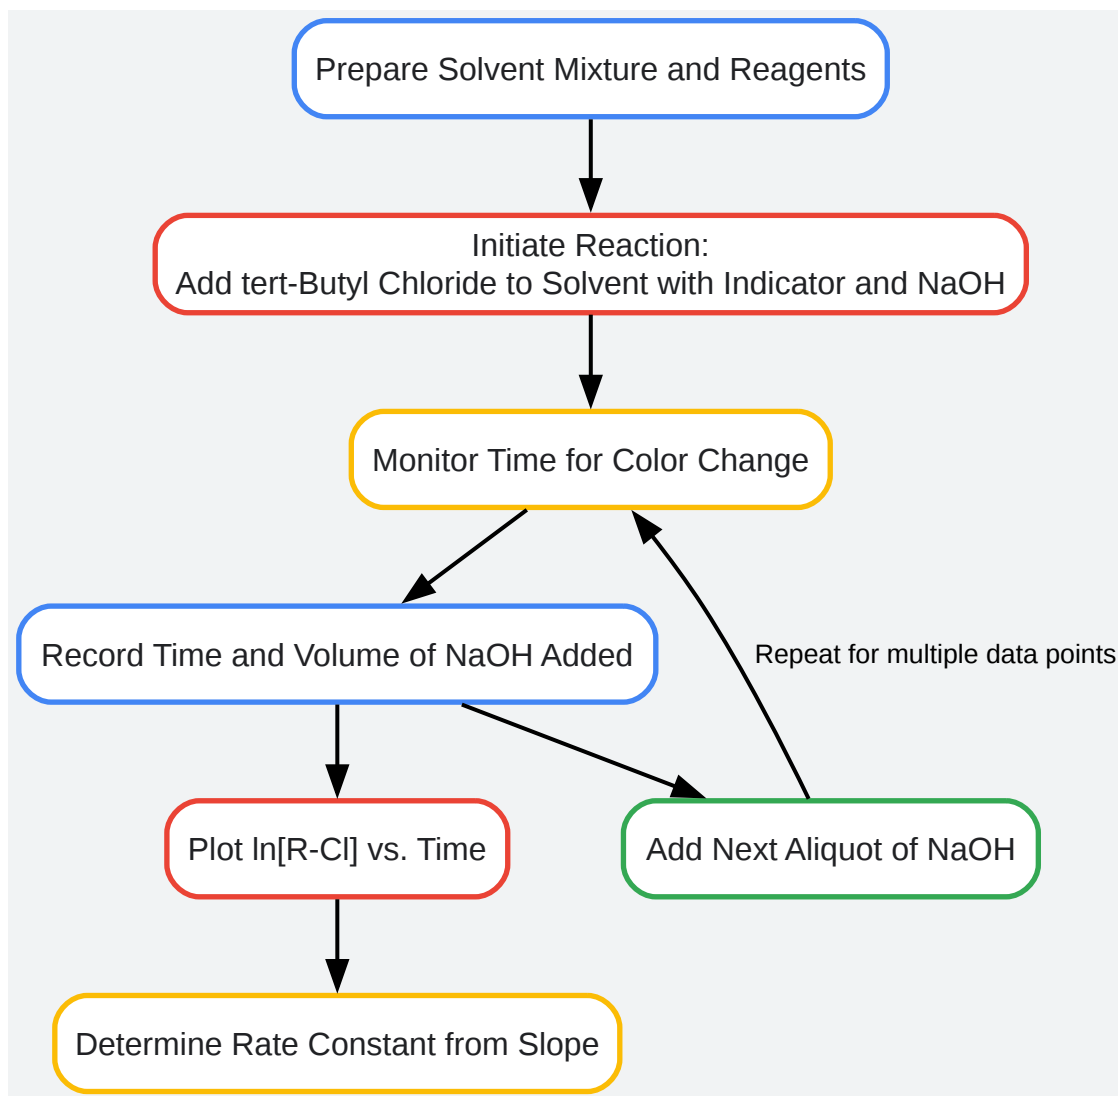 Prepare Solvent Mixture and Reagents
Initiate Reaction:
Add tert-Butyl Chloride to Solvent with Indicator and NaOH
Monitor Time for Color Change
Record Time and Volume of NaOH Added
Repeat for multiple data points
Plot ln[R-Cl] vs. Time
Add Next Aliquot of NaOH
Determine Rate Constant from Slope